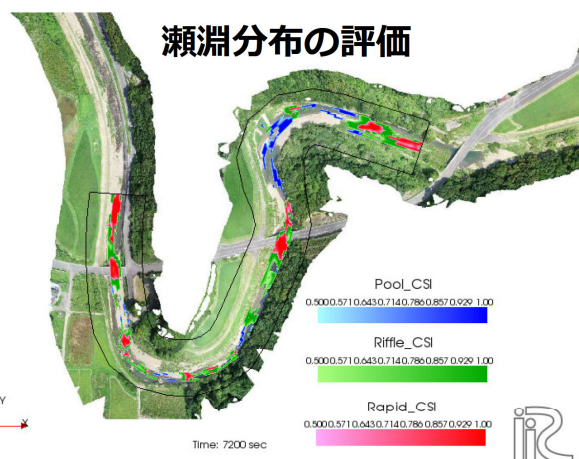 瀬淵分布の評価
Pool_CSI
0.500 0.571 0.643 0.714 0.786 0.857 0.929 1.00
Riffle_CSI
0.500 0.571 0.643 0.714 0.786 0.857 0.929 1.00
Rapid_CSI
0.500 0.571 0.643 0.714 0.786 0.857 0.929 1.00
Y
X
Time: 7200 sec
iRIC